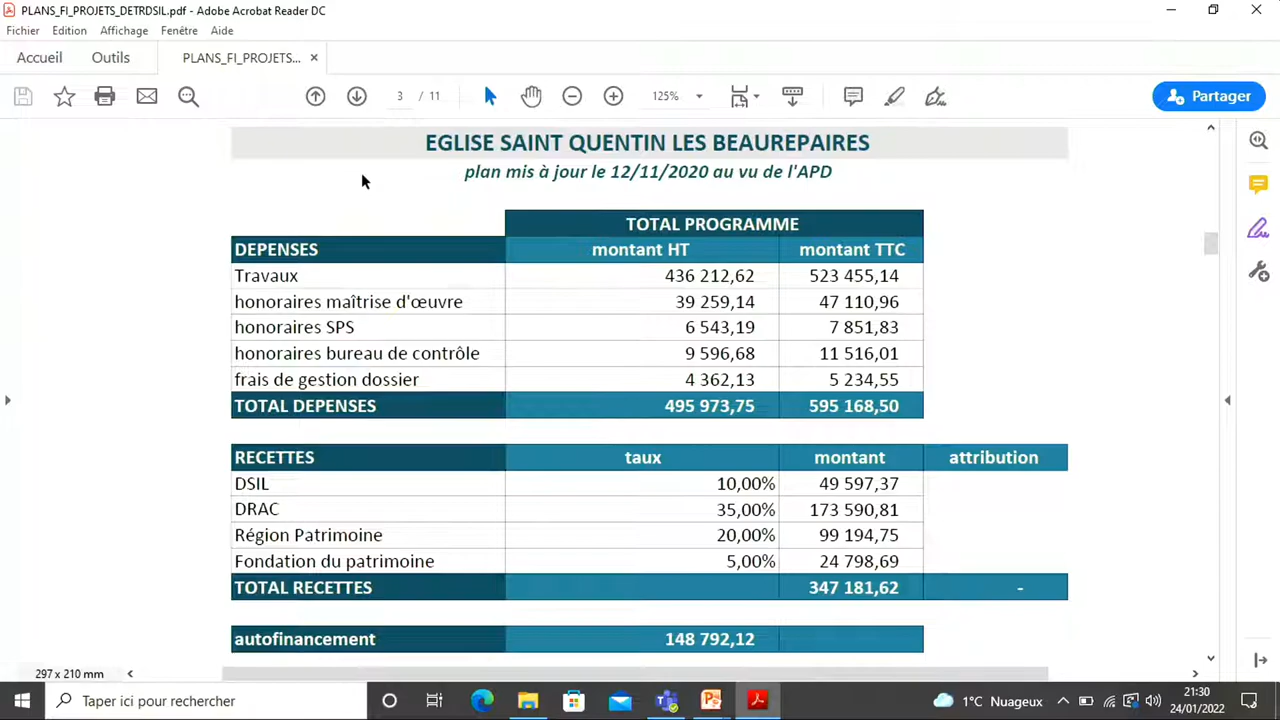 PLANS_FI_PROJETS_DETRDSIL.pdf - Adobe Acrobat Reader DC
Fichier Edition Affichage Fenêtre Aide
Accueil Outils PLANS_FI_PROJETS... ×
3 / 11 125% Partager
EGLISE SAINT QUENTIN LES BEAUREPAIRES
plan mis à jour le 12/11/2020 au vu de l'APD
TOTAL PROGRAMME
DEPENSES montant HT montant TTC
Travaux 436 212,62 523 455,14
honoraires maîtrise d'œuvre 39 259,14 47 110,96
honoraires SPS 6 543,19 7 851,83
honoraires bureau de contrôle 9 596,68 11 516,01
frais de gestion dossier 4 362,13 5 234,55
TOTAL DEPENSES 495 973,75 595 168,50
RECETTES taux montant attribution
DSIL 10,00% 49 597,37
DRAC 35,00% 173 590,81
Région Patrimoine 20,00% 99 194,75
Fondation du patrimoine 5,00% 24 798,69
TOTAL RECETTES 347 181,62 -
autofinancement 148 792,12
297 x 210 mm
Taper ici pour rechercher 1°C Nuageux 21:30
24/01/2022